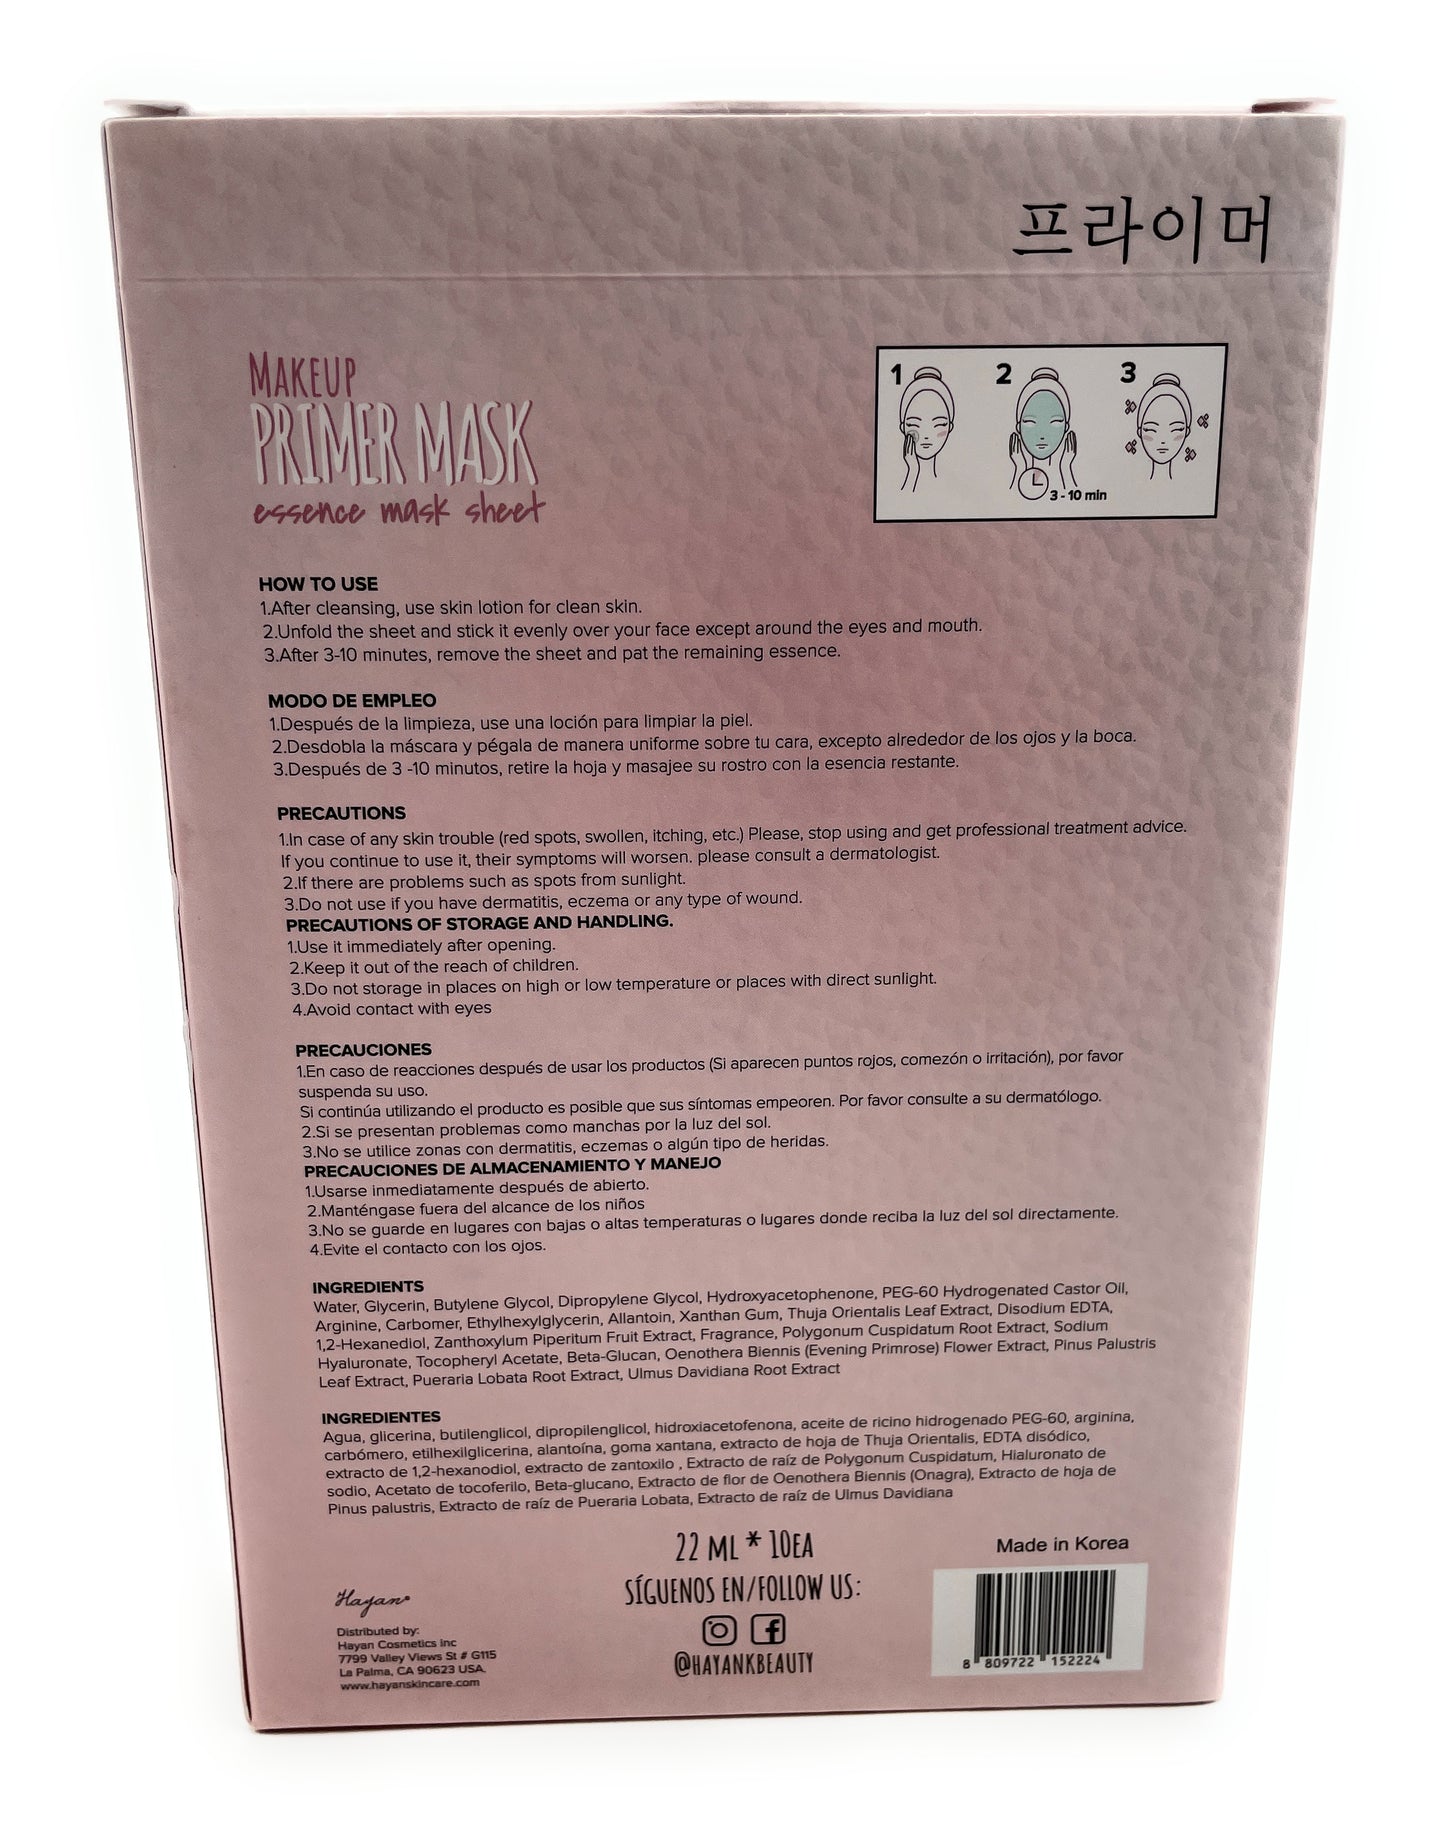 프라이머
MAKEUP
PRIMER MASK
essence mask sheet
1 2 3
3 - 10 min
HOW TO USE
1.After cleansing, use skin lotion for clean skin.
2.Unfold the sheet and stick it evenly over your face except around the eyes and mouth.
3.After 3-10 minutes, remove the sheet and pat the remaining essence.
MODO DE EMPLEO
1.Después de la limpieza, use una loción para limpiar la piel.
2.Desdobla la máscara y pégala de manera uniforme sobre tu cara, excepto alrededor de los ojos y la boca.
3.Después de 3 -10 minutos, retire la hoja y masajee su rostro con la esencia restante.
PRECAUTIONS
1.In case of any skin trouble (red spots, swollen, itching, etc.) Please, stop using and get professional treatment advice.
If you continue to use it, their symptoms will worsen. please consult a dermatologist.
2.If there are problems such as spots from sunlight.
3.Do not use if you have dermatitis, eczema or any type of wound.
PRECAUTIONS OF STORAGE AND HANDLING.
1.Use it immediately after opening.
2.Keep it out of the reach of children.
3.Do not storage in places on high or low temperature or places with direct sunlight.
4.Avoid contact with eyes
PRECAUCIONES
1.En caso de reacciones después de usar los productos (Si aparecen puntos rojos, comezón o irritación), por favor
suspenda su uso.
Si continúa utilizando el producto es posible que sus síntomas empeoren. Por favor consulte a su dermatólogo.
2.Si se presentan problemas como manchas por la luz del sol.
3.No se utilice zonas con dermatitis, eczemas o algún tipo de heridas.
PRECAUCIONES DE ALMACENAMIENTO Y MANEJO
1.Usarse inmediatamente después de abierto.
2.Manténgase fuera del alcance de los niños
3.No se guarde en lugares con bajas o altas temperaturas o lugares donde reciba la luz del sol directamente.
4.Evite el contacto con los ojos.
INGREDIENTS
Water, Glycerin, Butylene Glycol, Dipropylene Glycol, Hydroxyacetophenone, PEG-60 Hydrogenated Castor Oil,
Arginine, Carbomer, Ethylhexylglycerin, Allantoin, Xanthan Gum, Thuja Orientalis Leaf Extract, Disodium EDTA,
1,2-Hexanediol, Zanthoxylum Piperitum Fruit Extract, Fragrance, Polygonum Cuspidatum Root Extract, Sodium
Hyaluronate, Tocopheryl Acetate, Beta-Glucan, Oenothera Biennis (Evening Primrose) Flower Extract, Pinus Palustris
Leaf Extract, Pueraria Lobata Root Extract, Ulmus Davidiana Root Extract
INGREDIENTES
Agua, glicerina, butilenglicol, dipropilenglicol, hidroxiacetofenona, aceite de ricino hidrogenado PEG-60, arginina,
carbómero, etilhexilglicerina, alantoína, goma xantana, extracto de hoja de Thuja Orientalis, EDTA disódico,
extracto de 1,2-hexanodiol, extracto de zantoxilo , Extracto de raíz de Polygonum Cuspidatum, Hialuronato de
sodio, Acetato de tocoferilo, Beta-glucano, Extracto de flor de Oenothera Biennis (Onagra), Extracto de hoja de
Pinus palustris, Extracto de raíz de Pueraria Lobata, Extracto de raíz de Ulmus Davidiana
22 ML * 10EA
SÍGUENOS EN/FOLLOW US:
@HAYANKBEAUTY
Made in Korea
8 809722 152224
Hayan
Distributed by:
Hayan Cosmetics Inc
7799 Valley Views St # G115
La Palma, CA 90623 USA.
www.hayanskincare.com